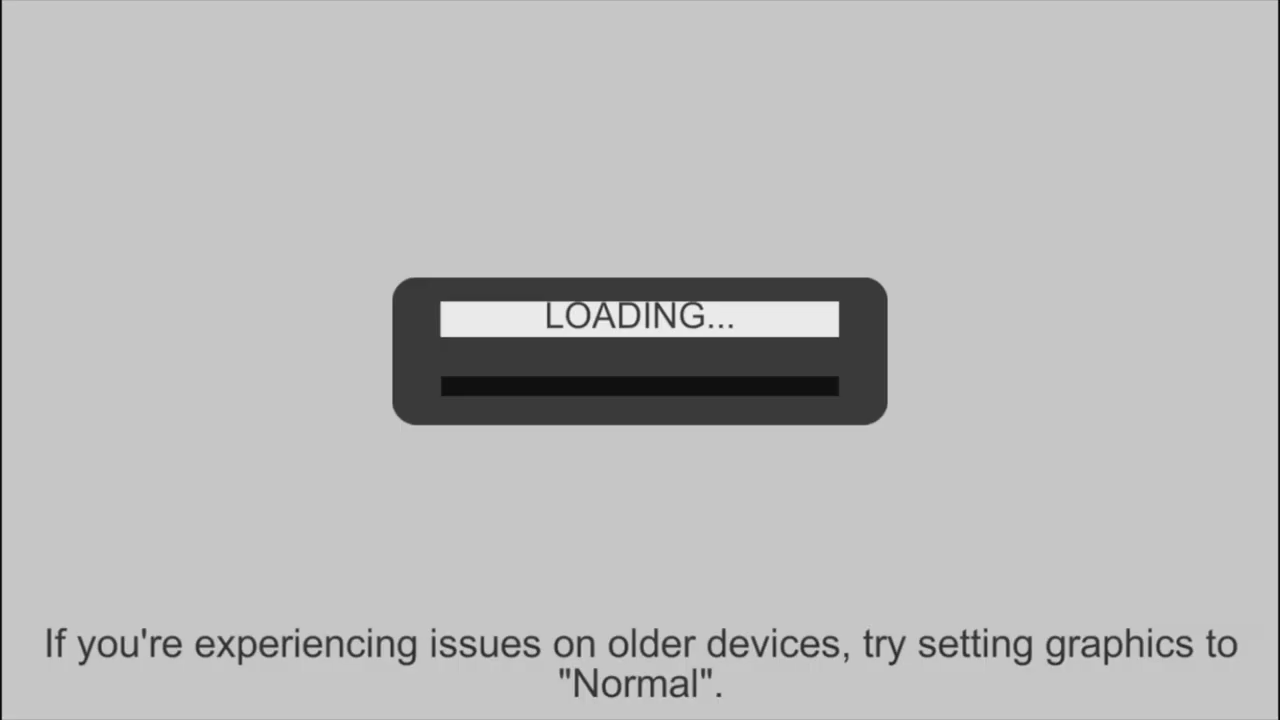 LOADING...
If you're experiencing issues on older devices, try setting graphics to
"Normal".